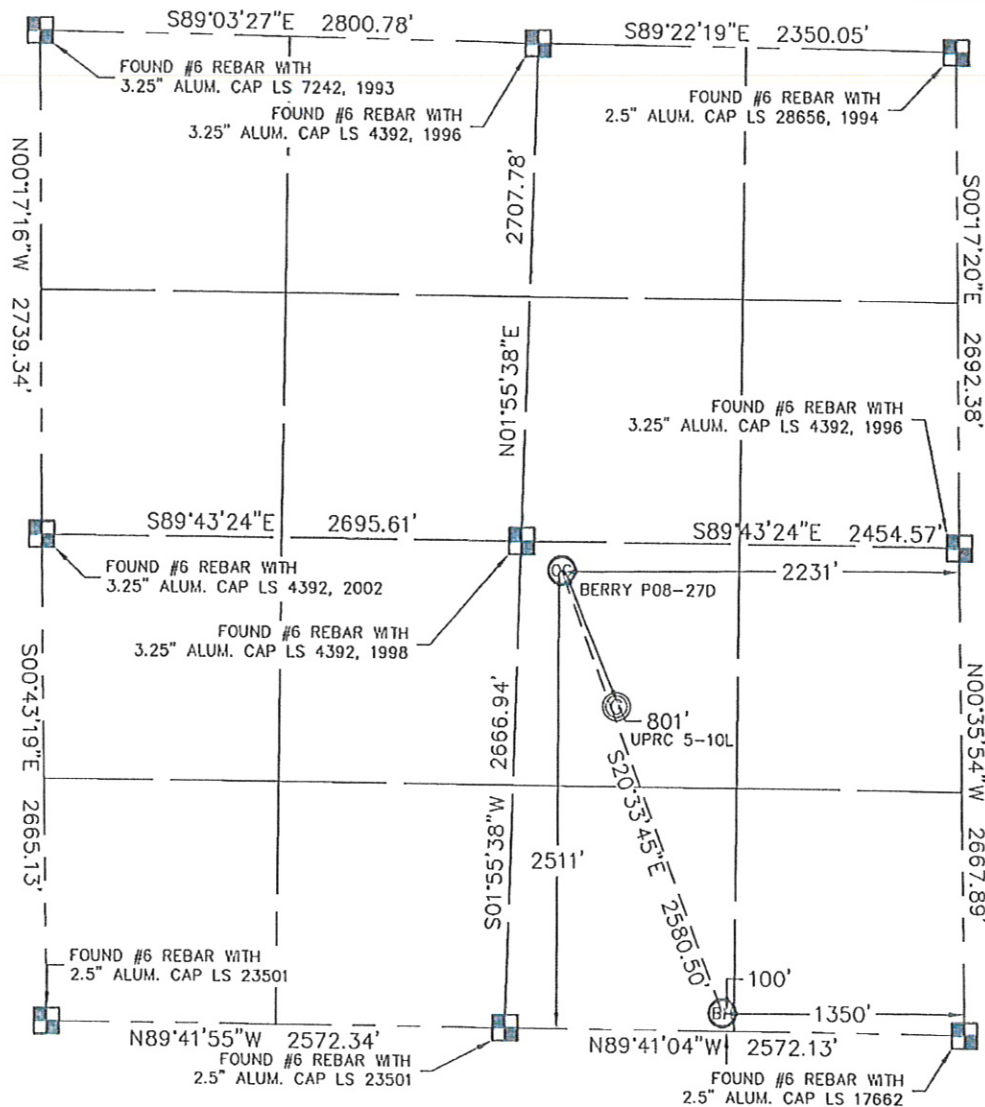 S89°03'27"E 2800.78'
S89°22'19"E 2350.05'
FOUND #6 REBAR WITH
3.25" ALUM. CAP LS 7242, 1993
FOUND #6 REBAR WITH
3.25" ALUM. CAP LS 4392, 1996
FOUND #6 REBAR WITH
2.5" ALUM. CAP LS 28656, 1994
N00°17'16"W 2739.34'
2707.78'
N01°55'38"E
S00°17'20"E 2692.38'
FOUND #6 REBAR WITH
3.25" ALUM. CAP LS 4392, 1996
S89°43'24"E 2695.61'
S89°43'24"E 2454.57'
FOUND #6 REBAR WITH
3.25" ALUM. CAP LS 4392, 2002
2231'
BERRY P08-27D
FOUND #6 REBAR WITH
3.25" ALUM. CAP LS 4392, 1998
S00°43'19"E 2665.13'
S01°55'38"W 2666.94'
801'
UPRC 5-10L
S20°33'45"E 2580.50'
N00°35'54"W 2667.89'
2511'
FOUND #6 REBAR WITH
2.5" ALUM. CAP LS 23501
100'
BH
1350'
N89°41'55"W 2572.34'
N89°41'04"W 2572.13'
FOUND #6 REBAR WITH
2.5" ALUM. CAP LS 23501
FOUND #6 REBAR WITH
2.5" ALUM. CAP LS 17662